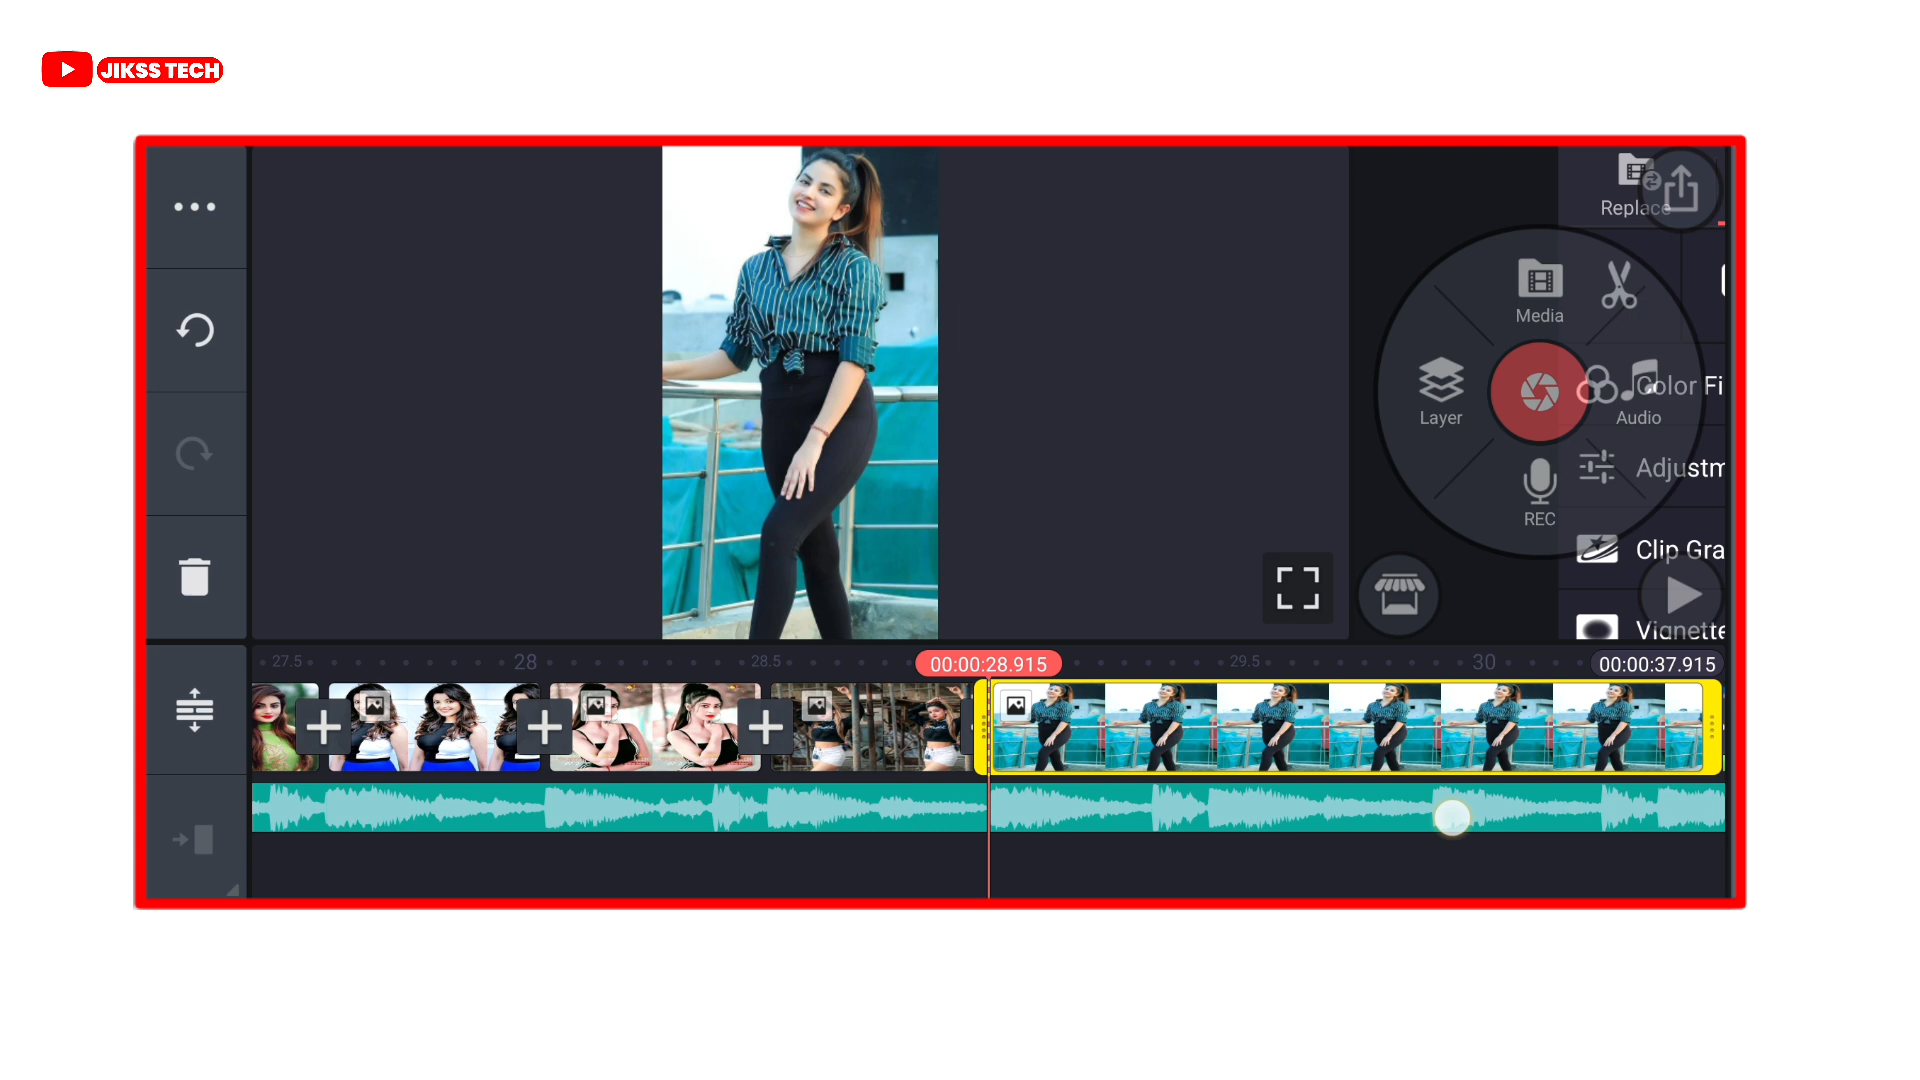 JIKSS TECH
Replace
Media
Color Fi
Layer
Audio
Adjustm
REC
Clip Gra
Vignette
27.5
28
28.5
00:00:28.915
29.5
30
00:00:37.915